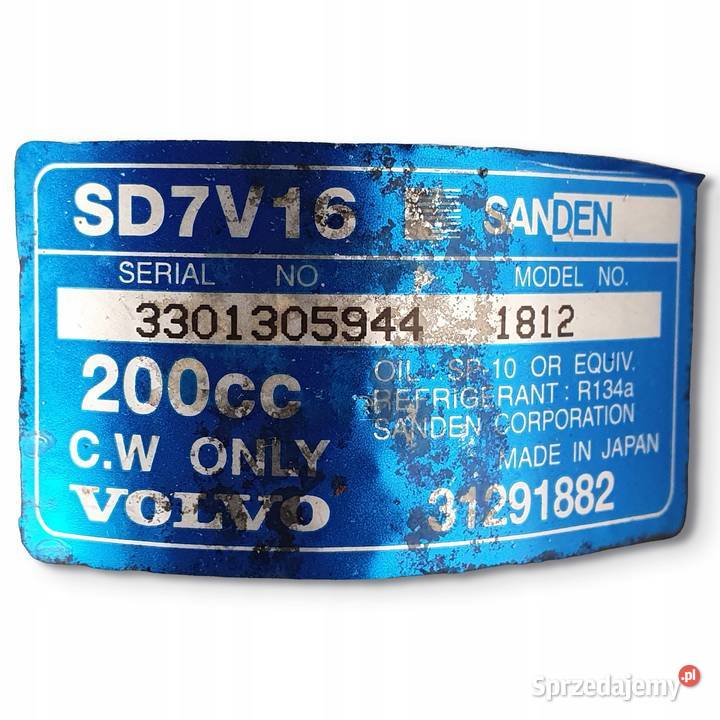 SD7V16 SANDEN
SERIAL NO. MODEL NO.
3301305944 1812
200cc OIL SP-10 OR EQUIV.
REFRIGERANT : R134a
SANDEN CORPORATION
C.W ONLY MADE IN JAPAN
VOLVO 31291882
Sprzedajemy.pl